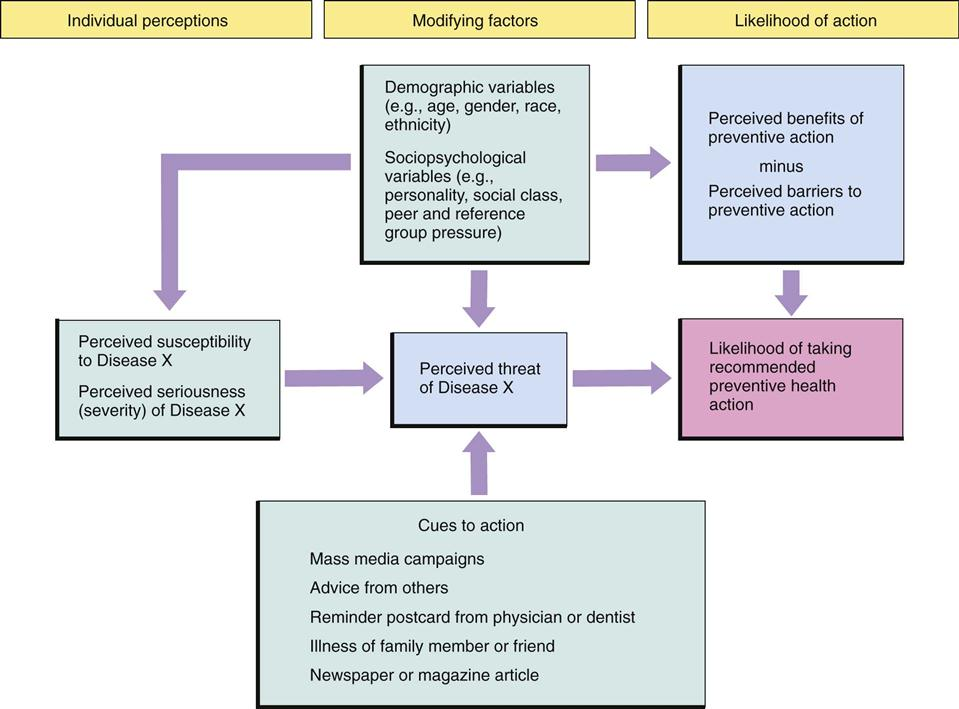 Individual perceptions
Modifying factors
Likelihood of action
Demographic variables
(e.g., age, gender, race,
ethnicity)
Sociopsychological
variables (e.g.,
personality, social class,
peer and reference
group pressure)
Perceived benefits of
preventive action
minus
Perceived barriers to
preventive action
Perceived susceptibility
to Disease X
Perceived seriousness
(severity) of Disease X
Perceived threat
of Disease X
Likelihood of taking
recommended
preventive health
action
Cues to action
Mass media campaigns
Advice from others
Reminder postcard from physician or dentist
Illness of family member or friend
Newspaper or magazine article